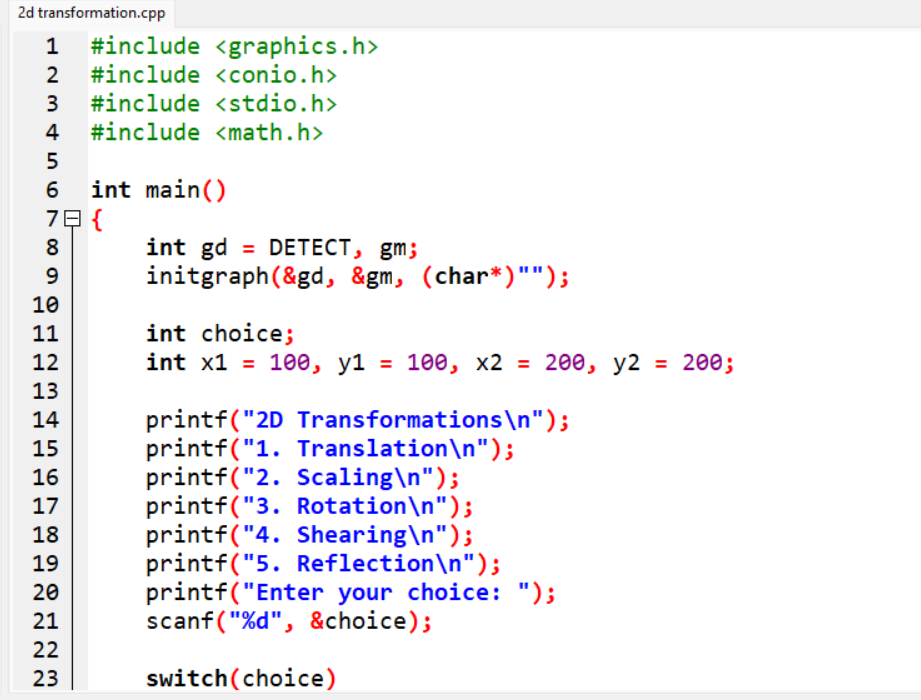 2d transformation.cpp
1 #include <graphics.h>
2 #include <conio.h>
3 #include <stdio.h>
4 #include <math.h>
5
6 int main()
7 {
8 int gd = DETECT, gm;
9 initgraph(&gd, &gm, (char*)"");
10
11 int choice;
12 int x1 = 100, y1 = 100, x2 = 200, y2 = 200;
13
14 printf("2D Transformations\n");
15 printf("1. Translation\n");
16 printf("2. Scaling\n");
17 printf("3. Rotation\n");
18 printf("4. Shearing\n");
19 printf("5. Reflection\n");
20 printf("Enter your choice: ");
21 scanf("%d", &choice);
22
23 switch(choice)